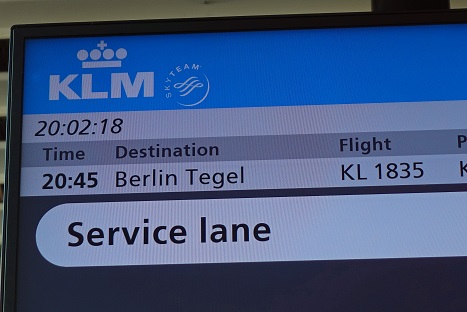 KLM SKYTEAM
20:02:18
Time Destination Flight P
20:45 Berlin Tegel KL 1835 K
Service lane